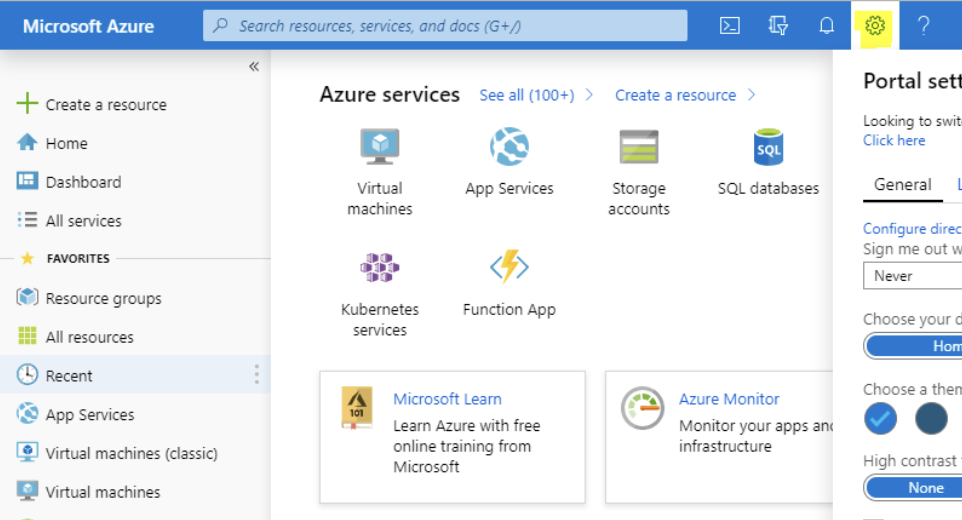 Microsoft Azure
Search resources, services, and docs (G+/)
?
«
Create a resource
Home
Dashboard
All services
FAVORITES
Resource groups
All resources
Recent
App Services
Virtual machines (classic)
Virtual machines
Azure services
See all (100+)
Create a resource
Virtual
machines
App Services
Storage
accounts
SQL
SQL databases
Kubernetes
services
Function App
101
Microsoft Learn
Learn Azure with free
online training from
Microsoft
Azure Monitor
Monitor your apps and
infrastructure
Portal sett
Looking to swit
Click here
General
L
Configure direc
Sign me out w
Never
Choose your d
Hom
Choose a them
High contrast
None